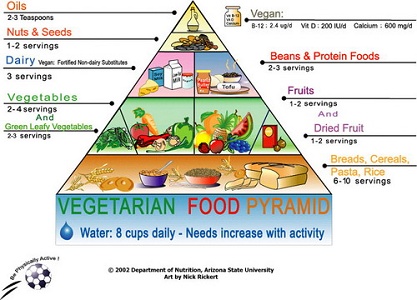 Oils
2-3 Teaspoons
Nuts & Seeds
1-2 servings
Dairy Vegan: Fortified Non-dairy Substitutes
3 servings
Vegetables
2-4 servings
And
Green Leafy Vegetables
2-3 servings
Vegan:
B-12 : 2.4 ug/d Vit D : 200 IU/d Calcium : 600 mg/d
Beans & Protein Foods
2-3 servings
Fruits
1-2 servings
And
Dried Fruit
1-2 servings
Breads, Cereals,
Pasta, Rice
6-10 servings
Tofu
VEGETARIAN FOOD PYRAMID
Water: 8 cups daily - Needs increase with activity
Be Physically Active !
© 2002 Department of Nutrition, Arizona State University
Art by Nick Rickert